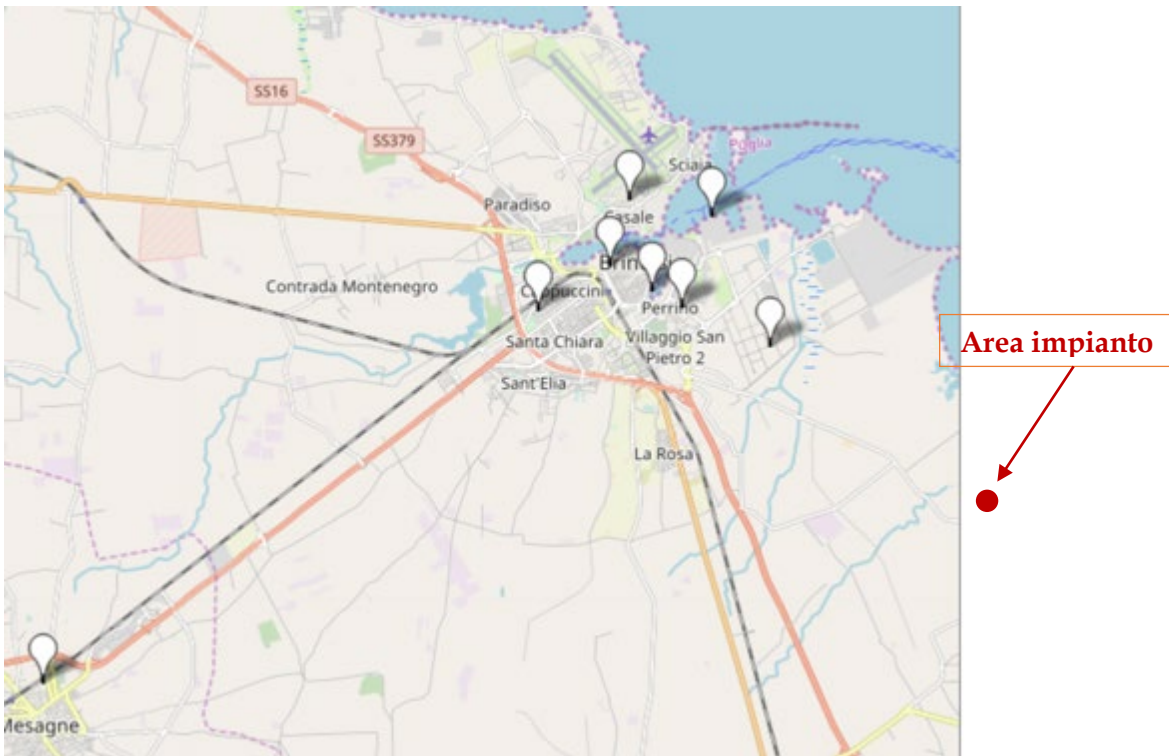 SS16
SS379
Puglia
Sciaia
Paradiso
Casale
Contrada Montenegro
Cappuccini
Perrino
Santa Chiara
Villaggio San
Pietro 2
Area impianto
Sant'Elia
La Rosa
Mesagne